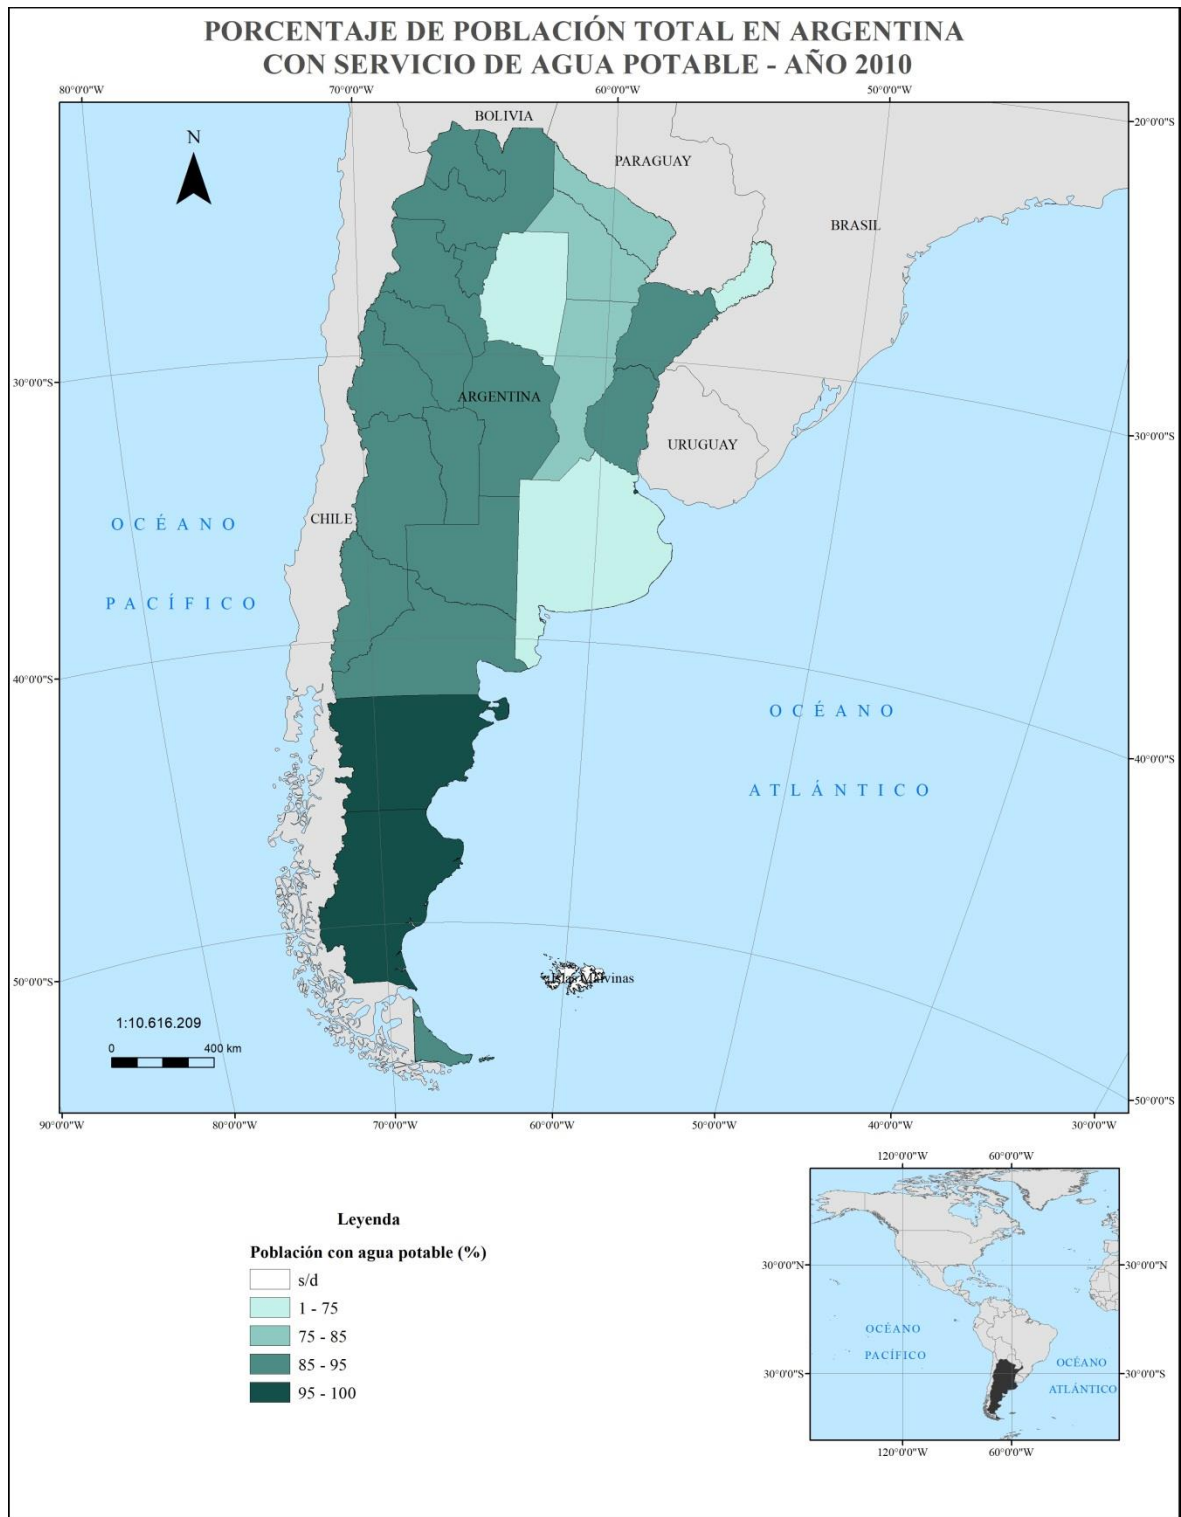 PORCENTAJE DE POBLACIÓN TOTAL EN ARGENTINA
CON SERVICIO DE AGUA POTABLE - AÑO 2010
80°0'0"W 70°0'0"W 60°0'0"W 50°0'0"W
BOLIVIA
20°0'0"S
N
PARAGUAY
BRASIL
30°0'0"S
ARGENTINA
30°0'0"S
URUGUAY
CHILE
OCÉANO
PACÍFICO
40°0'0"S
OCÉANO
40°0'0"S
ATLÁNTICO
Islas Malvinas
50°0'0"S
1:10.616.209
0 400 km
50°0'0"S
90°0'0"W 80°0'0"W 70°0'0"W 60°0'0"W 50°0'0"W 40°0'0"W 30°0'0"W
Leyenda
Población con agua potable (%)
s/d
1 - 75
75 - 85
85 - 95
95 - 100
120°0'0"W 60°0'0"W
30°0'0"N 30°0'0"N
OCÉANO
PACÍFICO
OCÉANO
ATLÁNTICO
30°0'0"S 30°0'0"S
120°0'0"W 60°0'0"W